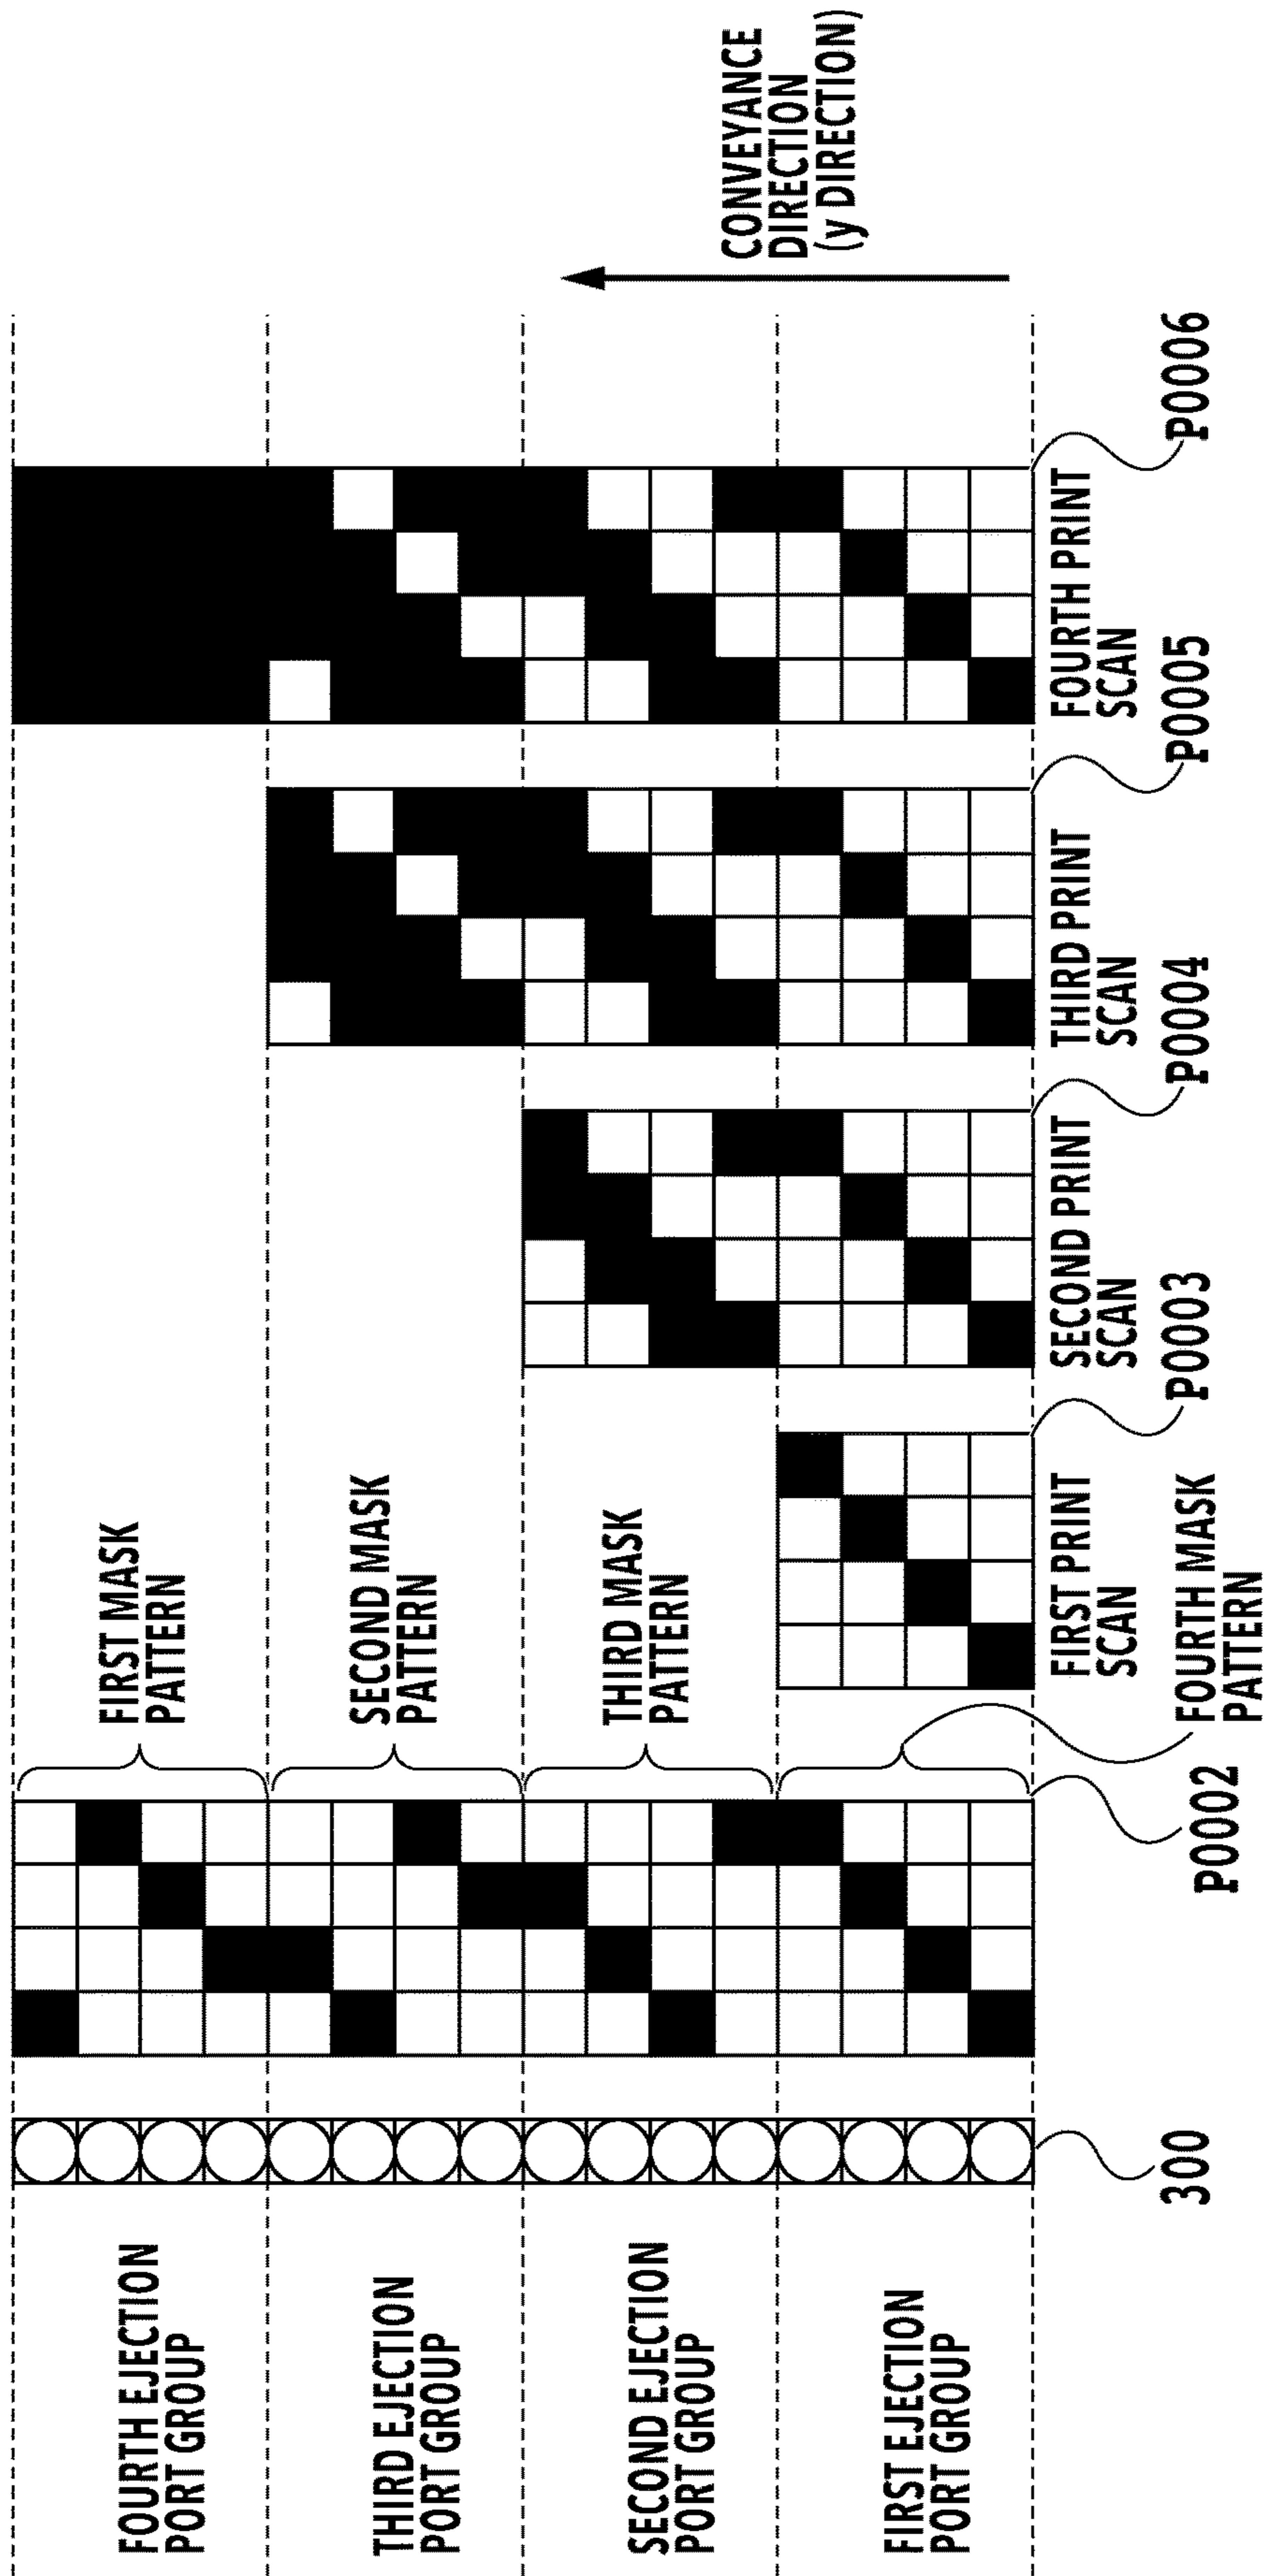 FOURTH EJECTION
PORT GROUP
THIRD EJECTION
PORT GROUP
SECOND EJECTION
PORT GROUP
FIRST EJECTION
PORT GROUP
300
FIRST MASK
PATTERN
SECOND MASK
PATTERN
THIRD MASK
PATTERN
FOURTH MASK
PATTERN
P0002
FIRST PRINT
SCAN
P0003
SECOND PRINT
SCAN
P0004
THIRD PRINT
SCAN
P0005
FOURTH PRINT
SCAN
P0006
CONVEYANCE
DIRECTION
(y DIRECTION)